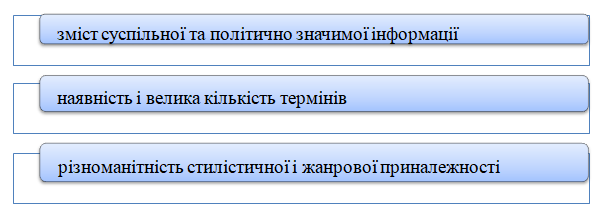 зміст суспільної та політично значимої інформації
наявність і велика кількість термінів
різноманітність стилістичної і жанрової приналежності